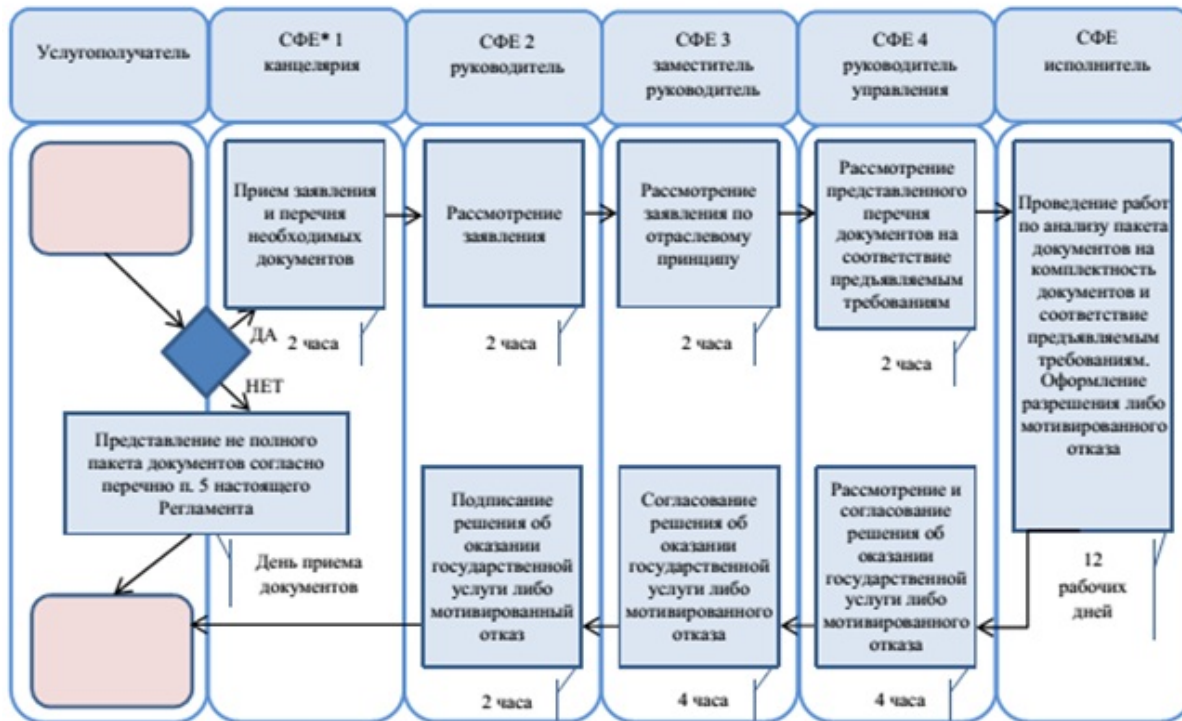 Услугополучатель
СФЕ* 1
канцелярия
СФЕ 2
руководитель
СФЕ 3
заместитель
руководитель
СФЕ 4
руководитель
управления
СФЕ
исполнитель
Прием заявления
и перечня
необходимых
документов
2 часа
Рассмотрение
заявления
2 часа
Рассмотрение
заявления по
отраслевому
принципу
2 часа
Рассмотрение
представленного
перечня
документов на
соответствие
предъявляемым
требованиям
2 часа
Проведение работ
по анализу пакета
документов на
комплектность
документов и
соответствие
предъявляемым
требованиям.
Оформление
разрешения либо
мотивированного
отказа
12
рабочих
дней
ДА
НЕТ
Представление не полного
пакета документов согласно
перечню п. 5 настоящего
Регламента
День приема
документов
Подписание
решения об
оказании
государственной
услуги либо
мотивированный
отказ
2 часа
Согласование
решения об
оказании
государственной
услуги либо
мотивированного
отказа
4 часа
Рассмотрение и
согласование
решения об
оказании
государственной
услуги либо
мотивированного
отказа
4 часа